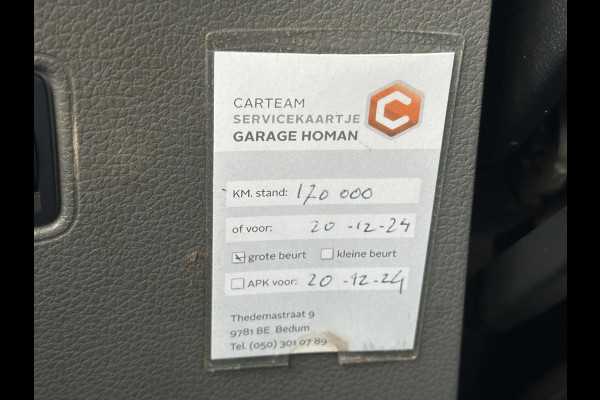 CARTEAM
SERVICEKAARTJE
GARAGE HOMAN
KM. stand: 120 000
of voor: 20 -12-24
grote beurt kleine beurt
APK voor: 20 -12-24
Thedemastraat 9
9781 BE Bedum
Tel. (050) 301 07 89